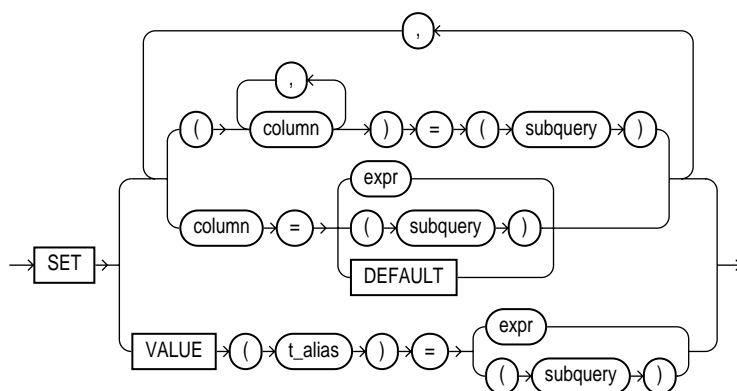 ,
,
( column ) = ( subquery )
expr
column = ( subquery )
SET DEFAULT
expr
VALUE ( t_alias ) =
( subquery )